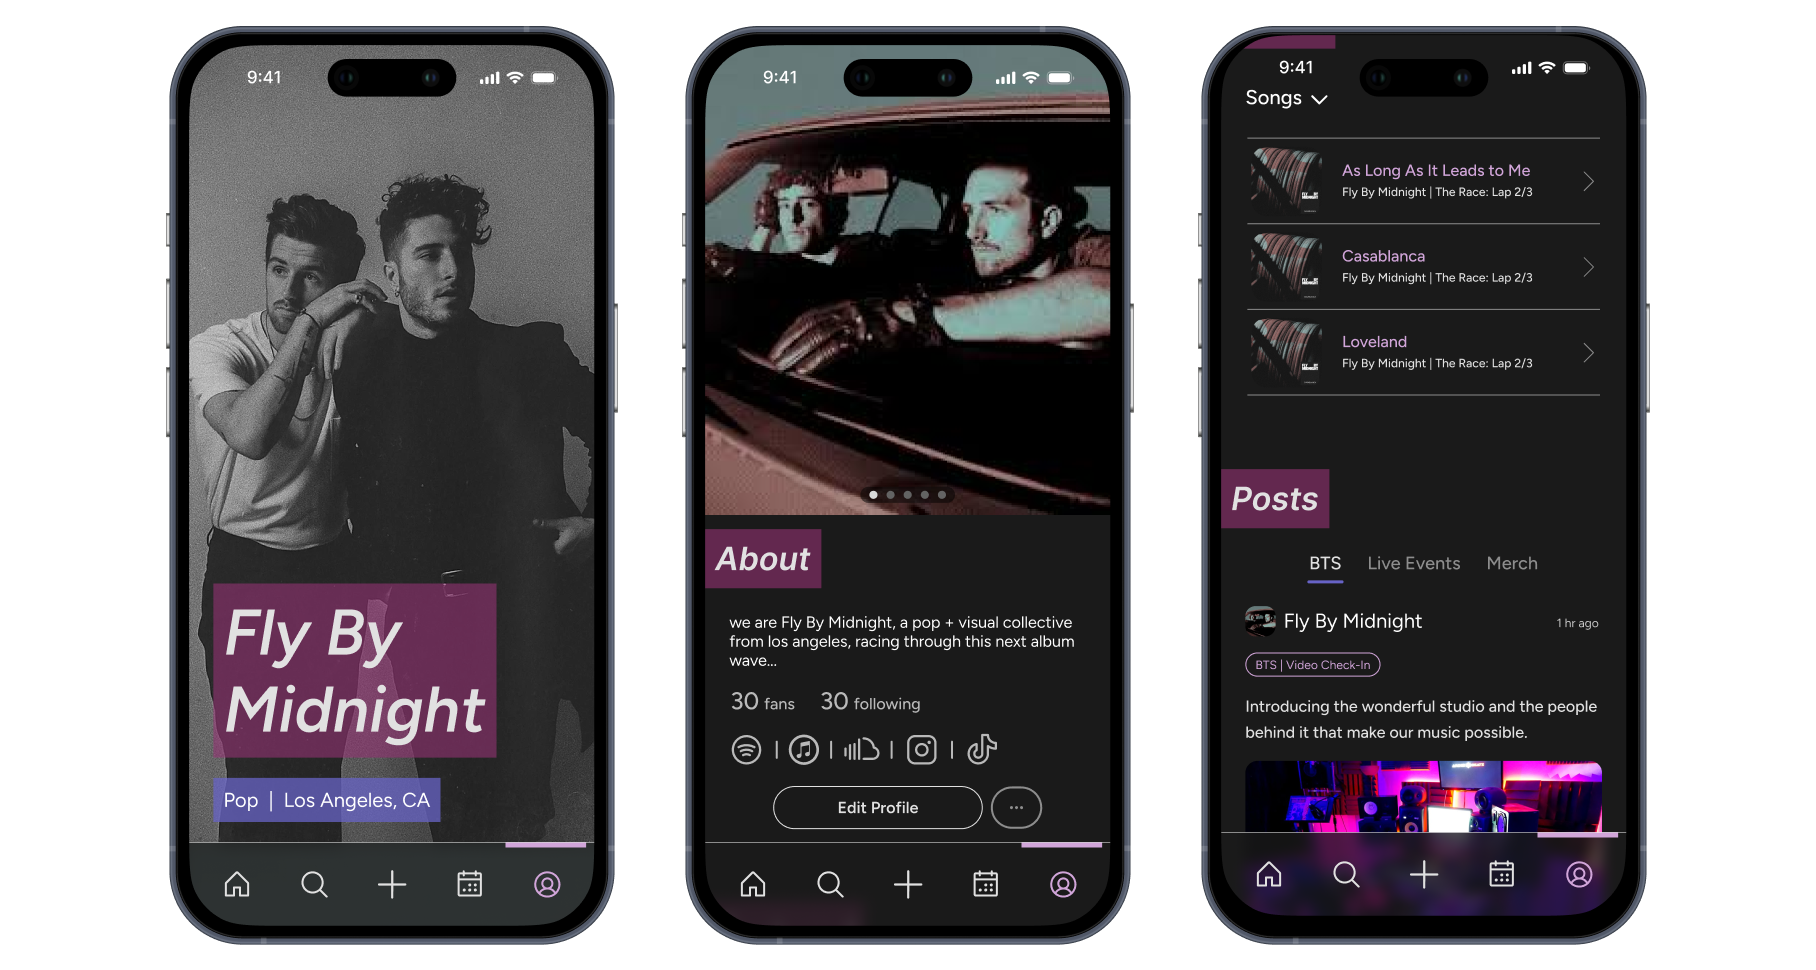 9:41
Fly By
Midnight
Pop | Los Angeles, CA
9:41
About
we are Fly By Midnight, a pop + visual collective
from los angeles, racing through this next album
wave...
30 fans 30 following
Edit Profile
9:41
Songs
As Long As It Leads to Me
Fly By Midnight | The Race: Lap 2/3
Casablanca
Fly By Midnight | The Race: Lap 2/3
Loveland
Fly By Midnight | The Race: Lap 2/3
Posts
BTS Live Events Merch
Fly By Midnight 1 hr ago
BTS | Video Check-In
Introducing the wonderful studio and the people
behind it that make our music possible.